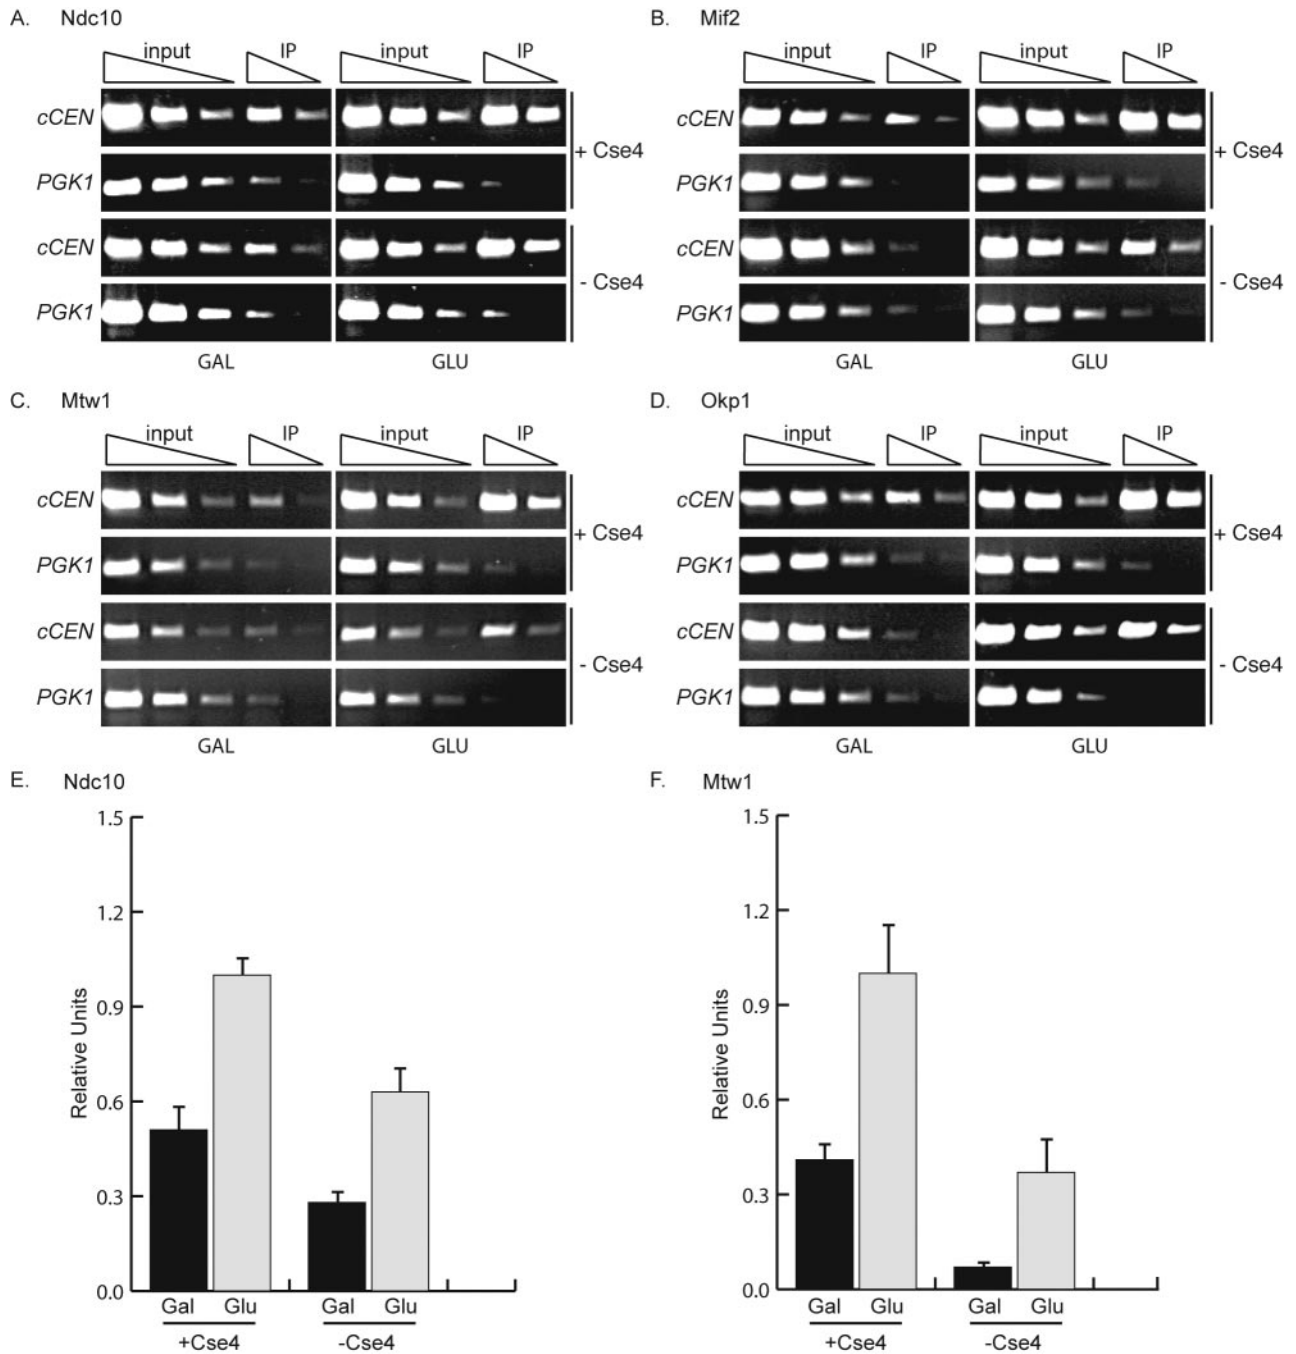 A. Ndc10
input IP input IP
cCEN
PGK1
+ Cse4
cCEN
PGK1
- Cse4
GAL GLU
B. Mif2
input IP input IP
cCEN
PGK1
+ Cse4
cCEN
PGK1
- Cse4
GAL GLU
C. Mtw1
input IP input IP
cCEN
PGK1
+ Cse4
cCEN
PGK1
- Cse4
GAL GLU
D. Okp1
input IP input IP
cCEN
PGK1
+ Cse4
cCEN
PGK1
- Cse4
GAL GLU
E. Ndc10
Relative Units
1.5
1.2
0.9
0.6
0.3
0.0
Gal Glu Gal Glu
+Cse4 -Cse4
F. Mtw1
Relative Units
1.5
1.2
0.9
0.6
0.3
0.0
Gal Glu Gal Glu
+Cse4 -Cse4